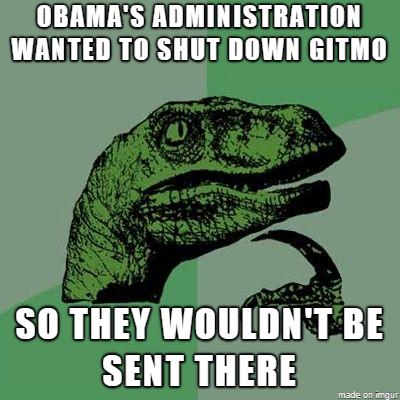 OBAMA'S ADMINISTRATION
WANTED TO SHUT DOWN GITMO
SO THEY WOULDN'T BE
SENT THERE
made on imgur